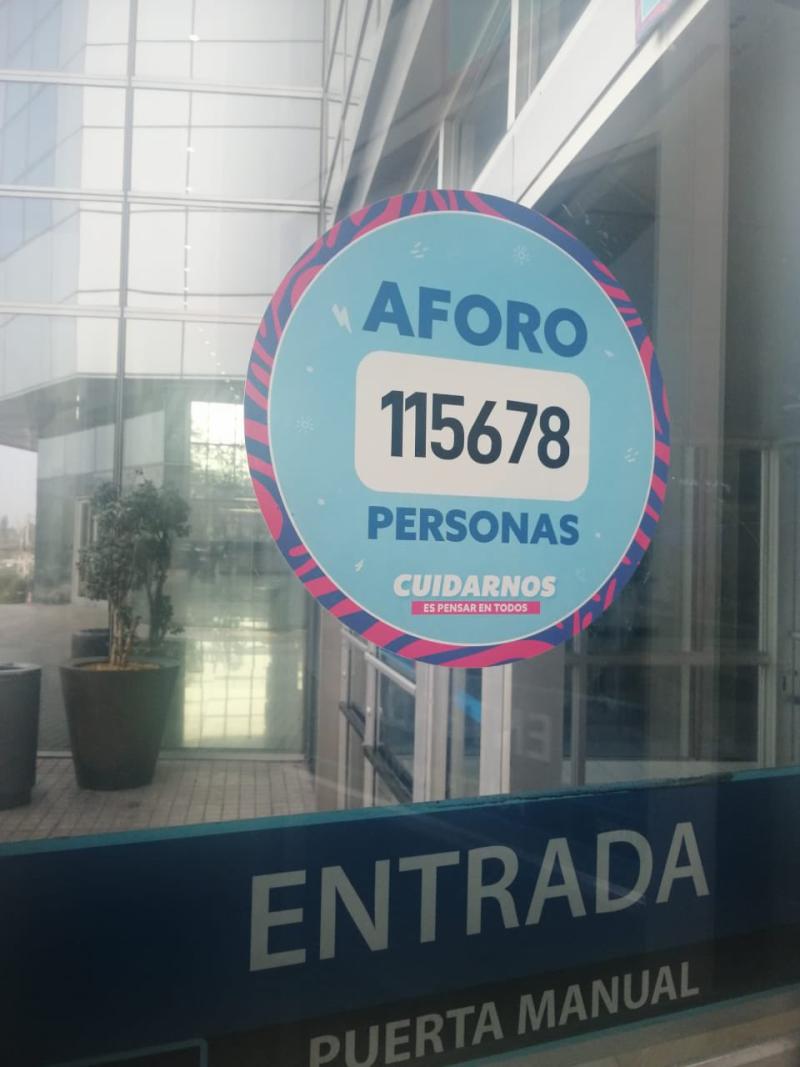 AFORO
115678
PERSONAS
CUIDARNOS
ES PENSAR EN TODOS
ENTRADA
PUERTA MANUAL